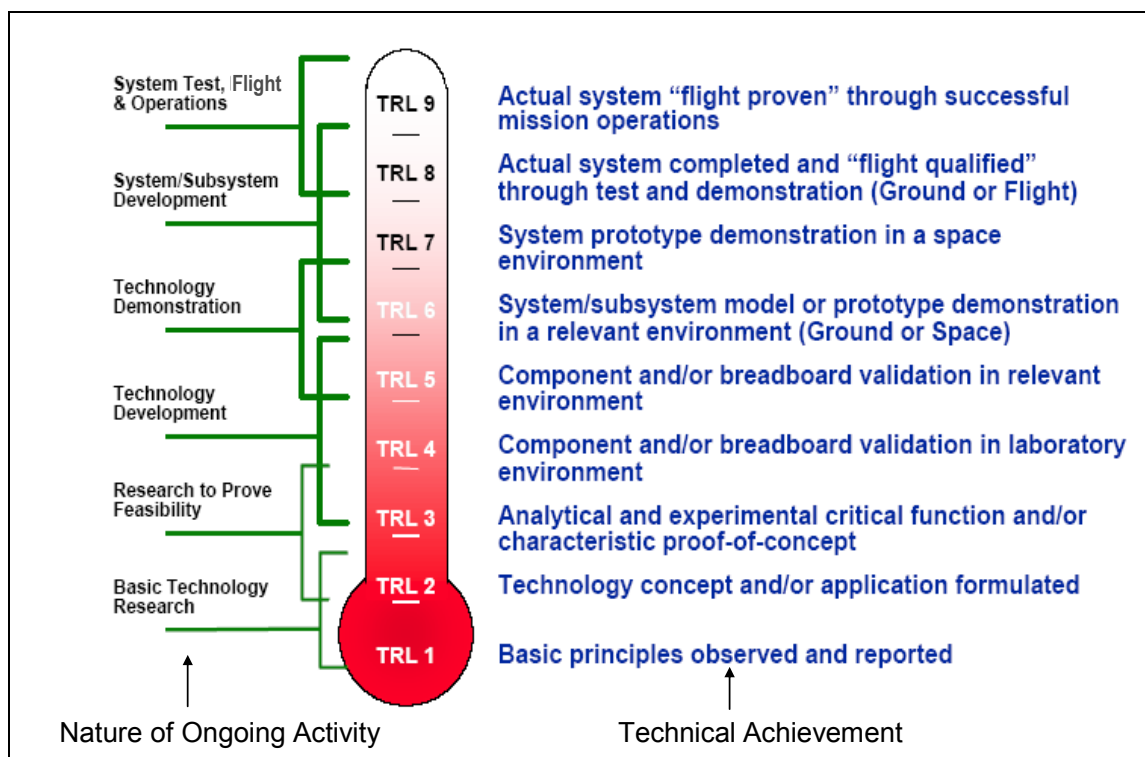 System Test, Flight
& Operations
System/Subsystem
Development
Technology
Demonstration
Technology
Development
Research to Prove
Feasibility
Basic Technology
Research
TRL 9
TRL 8
TRL 7
TRL 6
TRL 5
TRL 4
TRL 3
TRL 2
TRL 1
Actual system “flight proven” through successful
mission operations
Actual system completed and “flight qualified”
through test and demonstration (Ground or Flight)
System prototype demonstration in a space
environment
System/subsystem model or prototype demonstration
in a relevant environment (Ground or Space)
Component and/or breadboard validation in relevant
environment
Component and/or breadboard validation in laboratory
environment
Analytical and experimental critical function and/or
characteristic proof-of-concept
Technology concept and/or application formulated
Basic principles observed and reported
Nature of Ongoing Activity
Technical Achievement